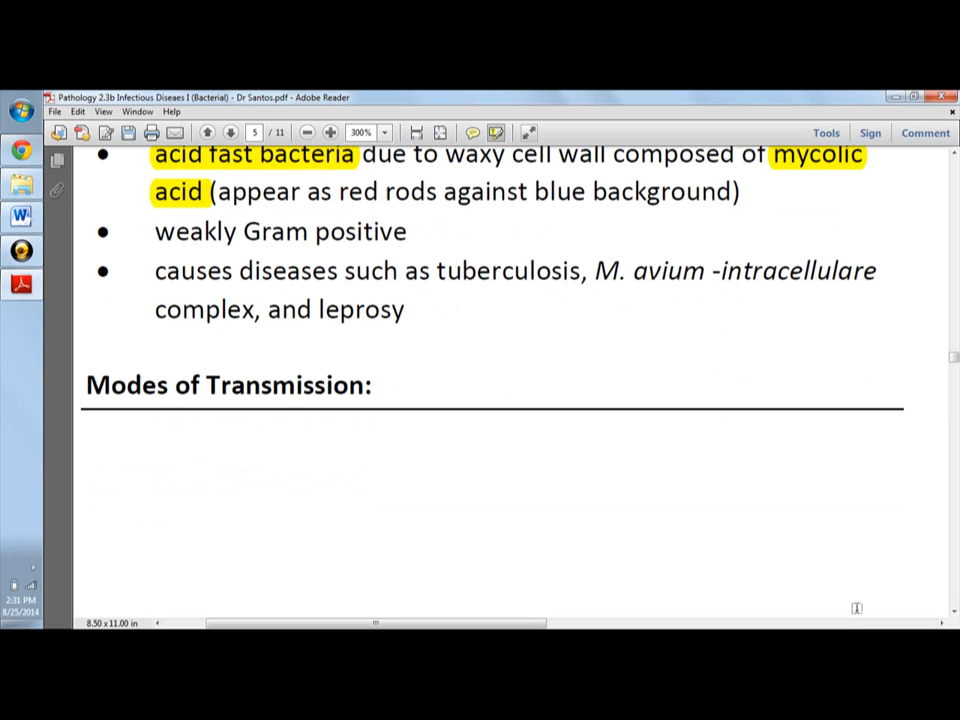 Pathology 2.3b Infectious Diseaes I (Bacterial) - Dr Santos.pdf - Adobe Reader
File Edit View Window Help
5 / 11 300% Tools Sign Comment
• acid fast bacteria due to waxy cell wall composed of mycolic
acid (appear as red rods against blue background)
• weakly Gram positive
• causes diseases such as tuberculosis, M. avium -intracellulare
complex, and leprosy
Modes of Transmission:
2:31 PM
8/25/2014
8.50 x 11.00 in